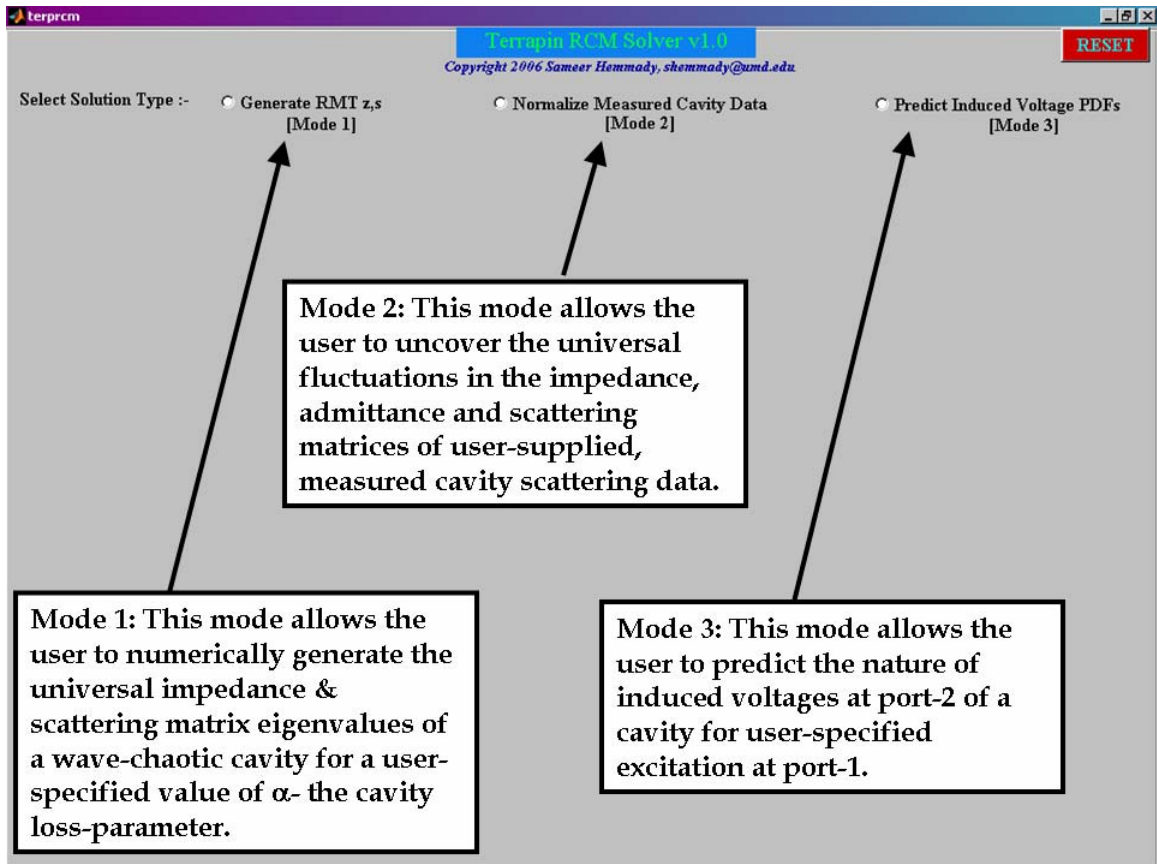 terprcm
Terrapin RCM Solver v1.0
RESET
Copyright 2006 Sameer Hemmady, shemmady@umd.edu
Select Solution Type :-
Generate RMT z,s
[Mode 1]
Normalize Measured Cavity Data
[Mode 2]
Predict Induced Voltage PDFs
[Mode 3]
Mode 2: This mode allows the
user to uncover the universal
fluctuations in the impedance,
admittance and scattering
matrices of user-supplied,
measured cavity scattering data.
Mode 1: This mode allows the
user to numerically generate the
universal impedance &
scattering matrix eigenvalues of
a wave-chaotic cavity for a user-
specified value of α- the cavity
loss-parameter.
Mode 3: This mode allows the
user to predict the nature of
induced voltages at port-2 of a
cavity for user-specified
excitation at port-1.